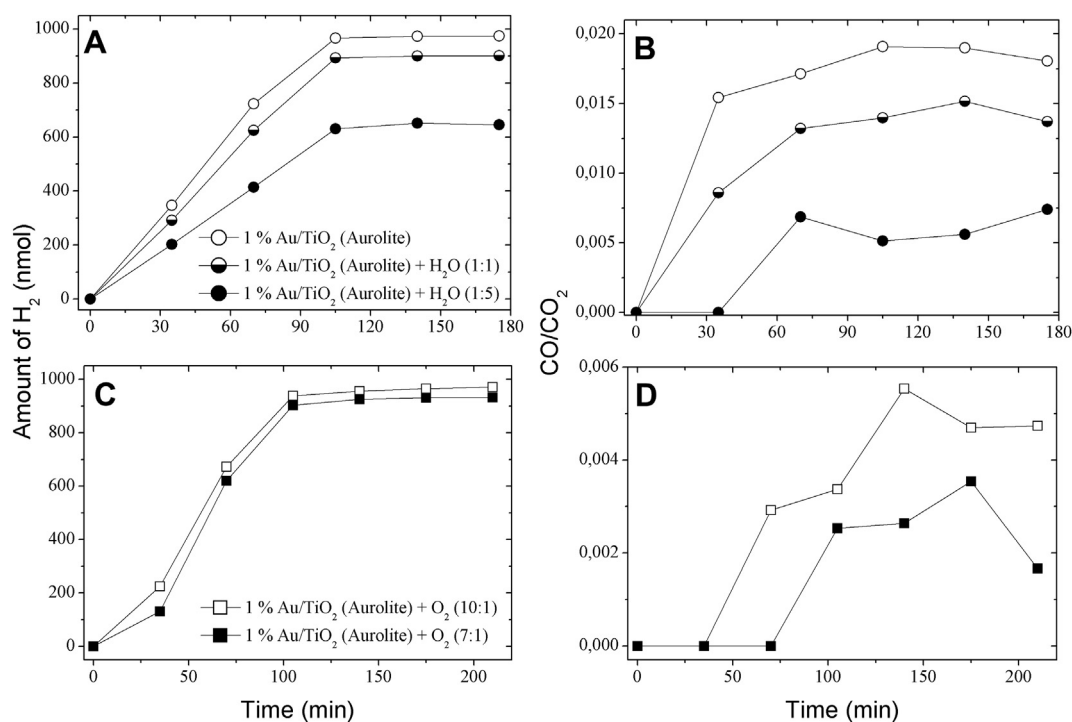 A
1000
800
600
400
200
0
1 % Au/TiO₂ (Aurolite)
1 % Au/TiO₂ (Aurolite) + H₂O (1:1)
1 % Au/TiO₂ (Aurolite) + H₂O (1:5)
0 30 60 90 120 150 180
B
0,020
0,015
0,010
0,005
0,000
0 30 60 90 120 150 180
Amount of H₂ (nmol)
CO/CO₂
C
1000
800
600
400
200
0
1 % Au/TiO₂ (Aurolite) + O₂ (10:1)
1 % Au/TiO₂ (Aurolite) + O₂ (7:1)
0 50 100 150 200
Time (min)
D
0,006
0,004
0,002
0,000
0 50 100 150 200
Time (min)